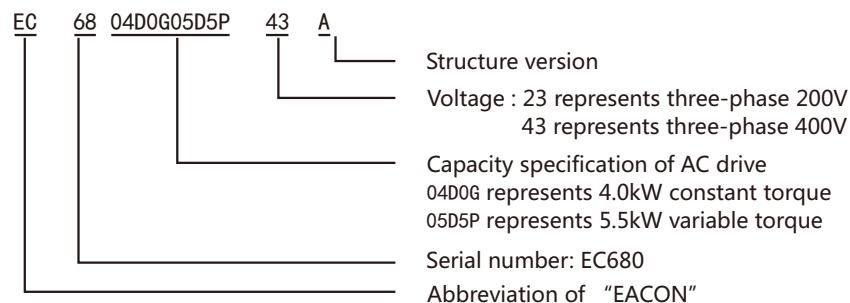 EC 68 04D0G05D5P 43 A
Structure version
Voltage : 23 represents three-phase 200V
43 represents three-phase 400V
Capacity specification of AC drive
04D0G represents 4.0kW constant torque
05D5P represents 5.5kW variable torque
Serial number: EC680
Abbreviation of “EACON”